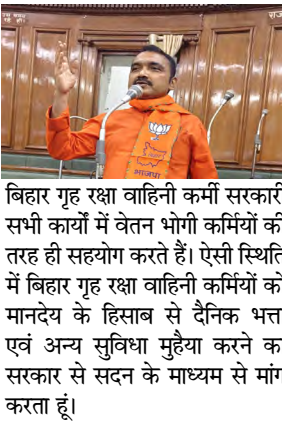 भाजपा
बिहार गृह रक्षा वाहिनी कर्मी सरकारी
सभी कार्यों में वेतन भोगी कर्मियों की
तरह ही सहयोग करते हैं। ऐसी स्थिति
में बिहार गृह रक्षा वाहिनी कर्मियों को
मानदेय के हिसाब से दैनिक भत्त
एवं अन्य सुविधा मुहैया करने क
सरकार से सदन के माध्यम से मांग
करता हूं।